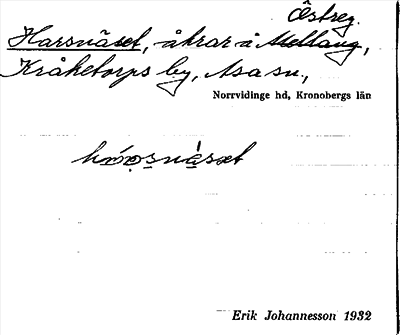 Östreg.
Harsnäset, åkrar å Mellang,
Kråketorps by, Asa sn.,
Norrvidinge hd, Kronobergs län
Erik Johannesson 1932